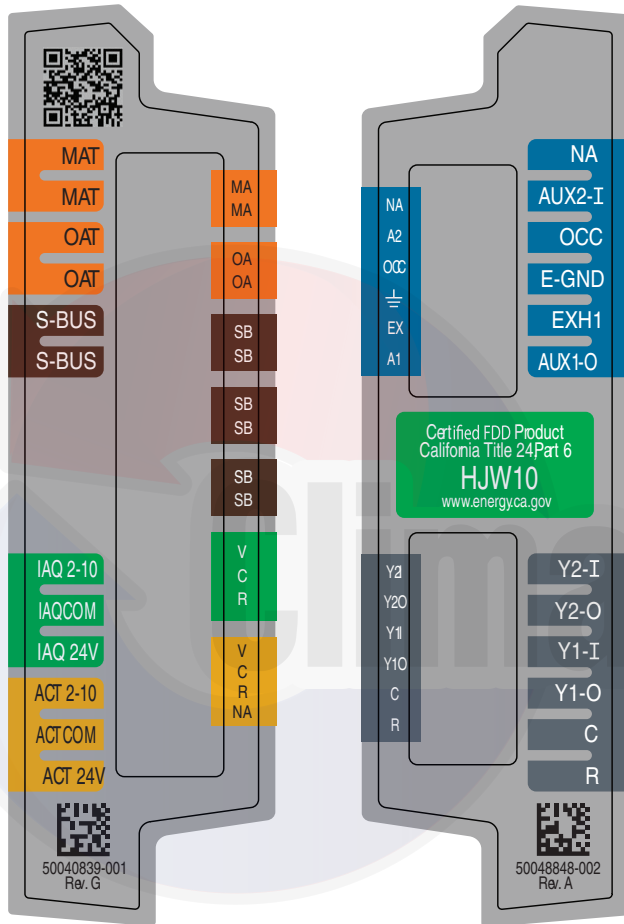 MAT
MAT
OAT
OAT
S-BUS
S-BUS
IAQ 2-10
IAQCOM
IAQ 24V
ACT 2-10
ACTCOM
ACT 24V
50040839-001
Rev. G
MA
MA
OA
OA
SB
SB
SB
SB
SB
SB
V
C
R
V
C
R
NA
NA
A2
OCC
EX
A1
NA
AUX2-I
OCC
E-GND
EXH1
AUX1-O
Certified FDD Product
California Title 24,Part 6
HJW10
www.energy.ca.gov
Y2I
Y2O
Y1I
Y1O
C
R
Y2-I
Y2-O
Y1-I
Y1-O
C
R
50048848-002
Rev. A
Clima